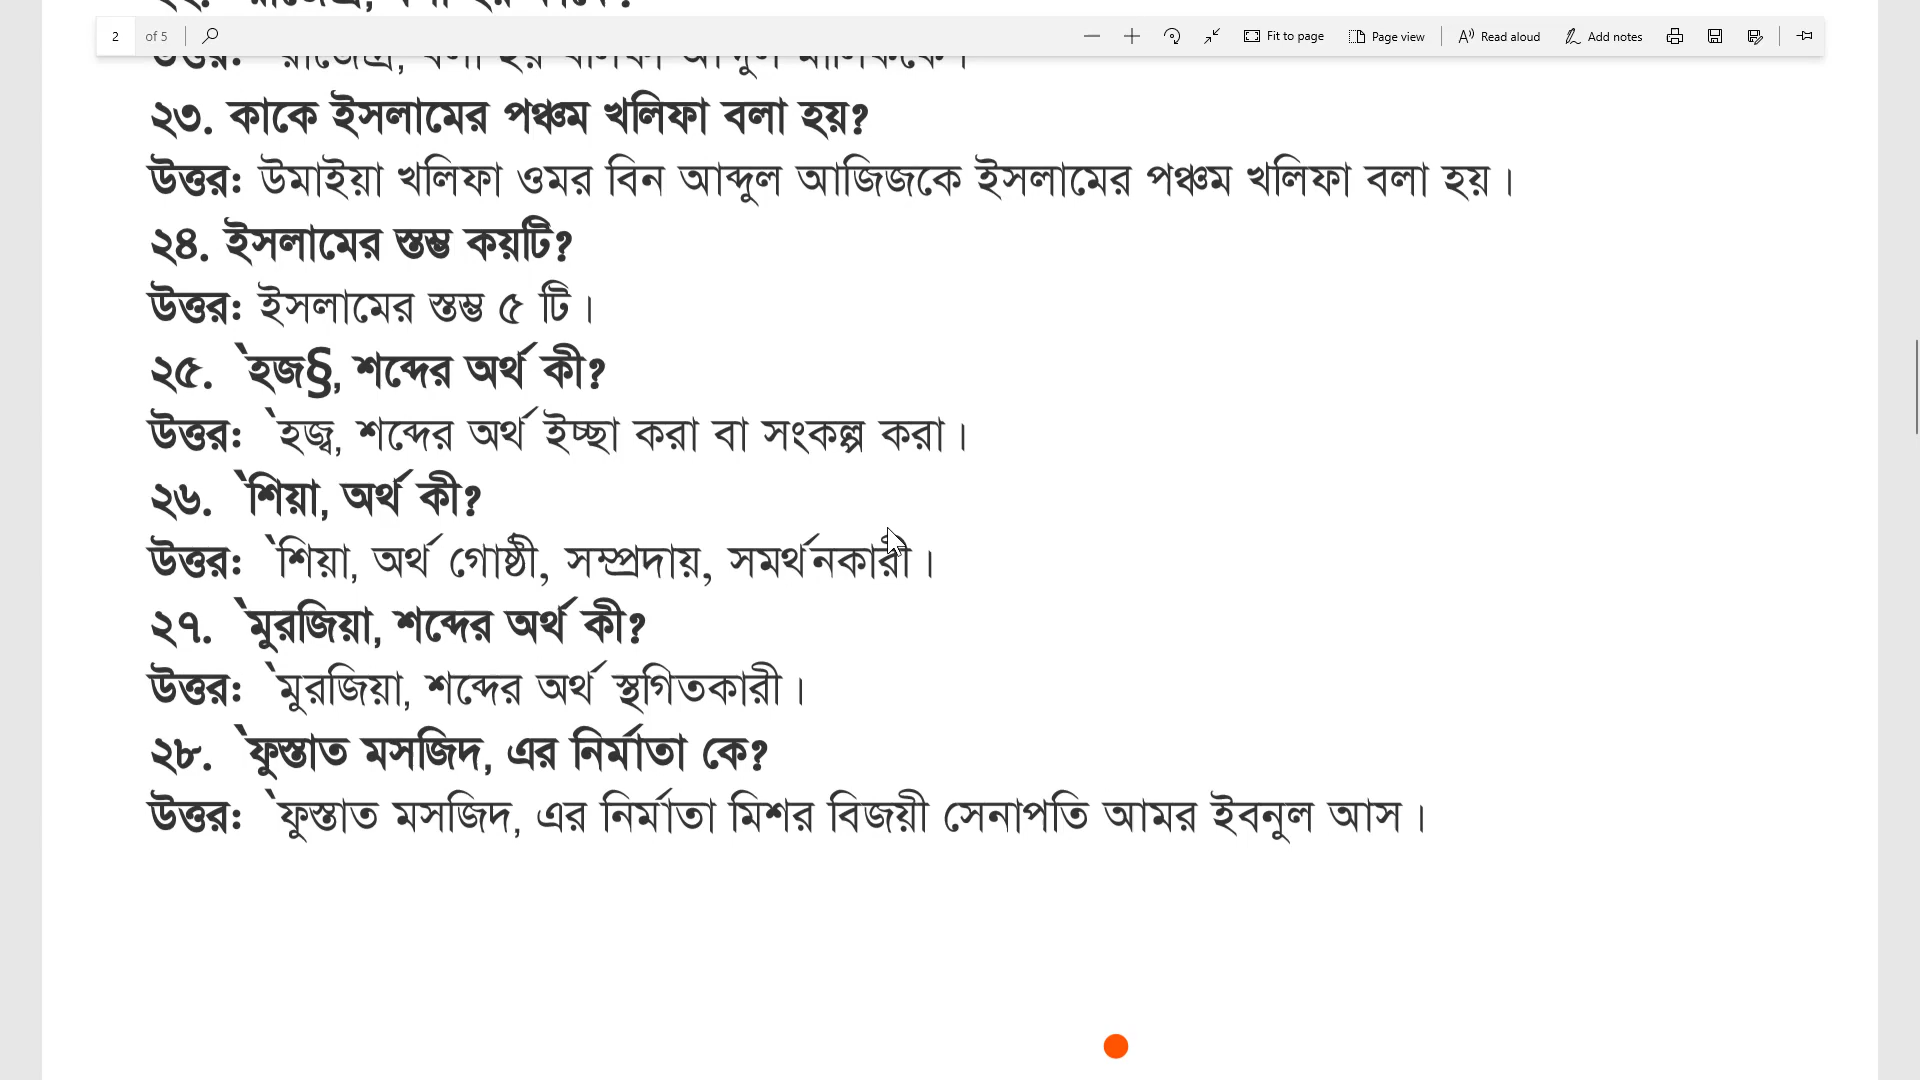 2 of 5 Fit to page Page view Read aloud Add notes
২৩. কাকে ইসলামের পঞ্চম খলিফা বলা হয়?
উত্তর: উমাইয়া খলিফা ওমর বিন আব্দুল আজিজকে ইসলামের পঞ্চম খলিফা বলা হয়।
২৪. ইসলামের স্তম্ভ কয়টি?
উত্তর: ইসলামের স্তম্ভ ৫ টি।
২৫. `হজ§, শব্দের অর্থ কী?
উত্তর: `হজ্ব, শব্দের অর্থ ইচ্ছা করা বা সংকল্প করা।
২৬. `শিয়া, অর্থ কী?
উত্তর: `শিয়া, অর্থ গোষ্ঠী, সম্প্রদায়, সমর্থনকারী।
২৭. `মুরজিয়া, শব্দের অর্থ কী?
উত্তর: `মুরজিয়া, শব্দের অর্থ স্থগিতকারী।
২৮. `ফুস্তাত মসজিদ, এর নির্মাতা কে?
উত্তর: `ফুস্তাত মসজিদ, এর নির্মাতা মিশর বিজয়ী সেনাপতি আমর ইবনুল আস।